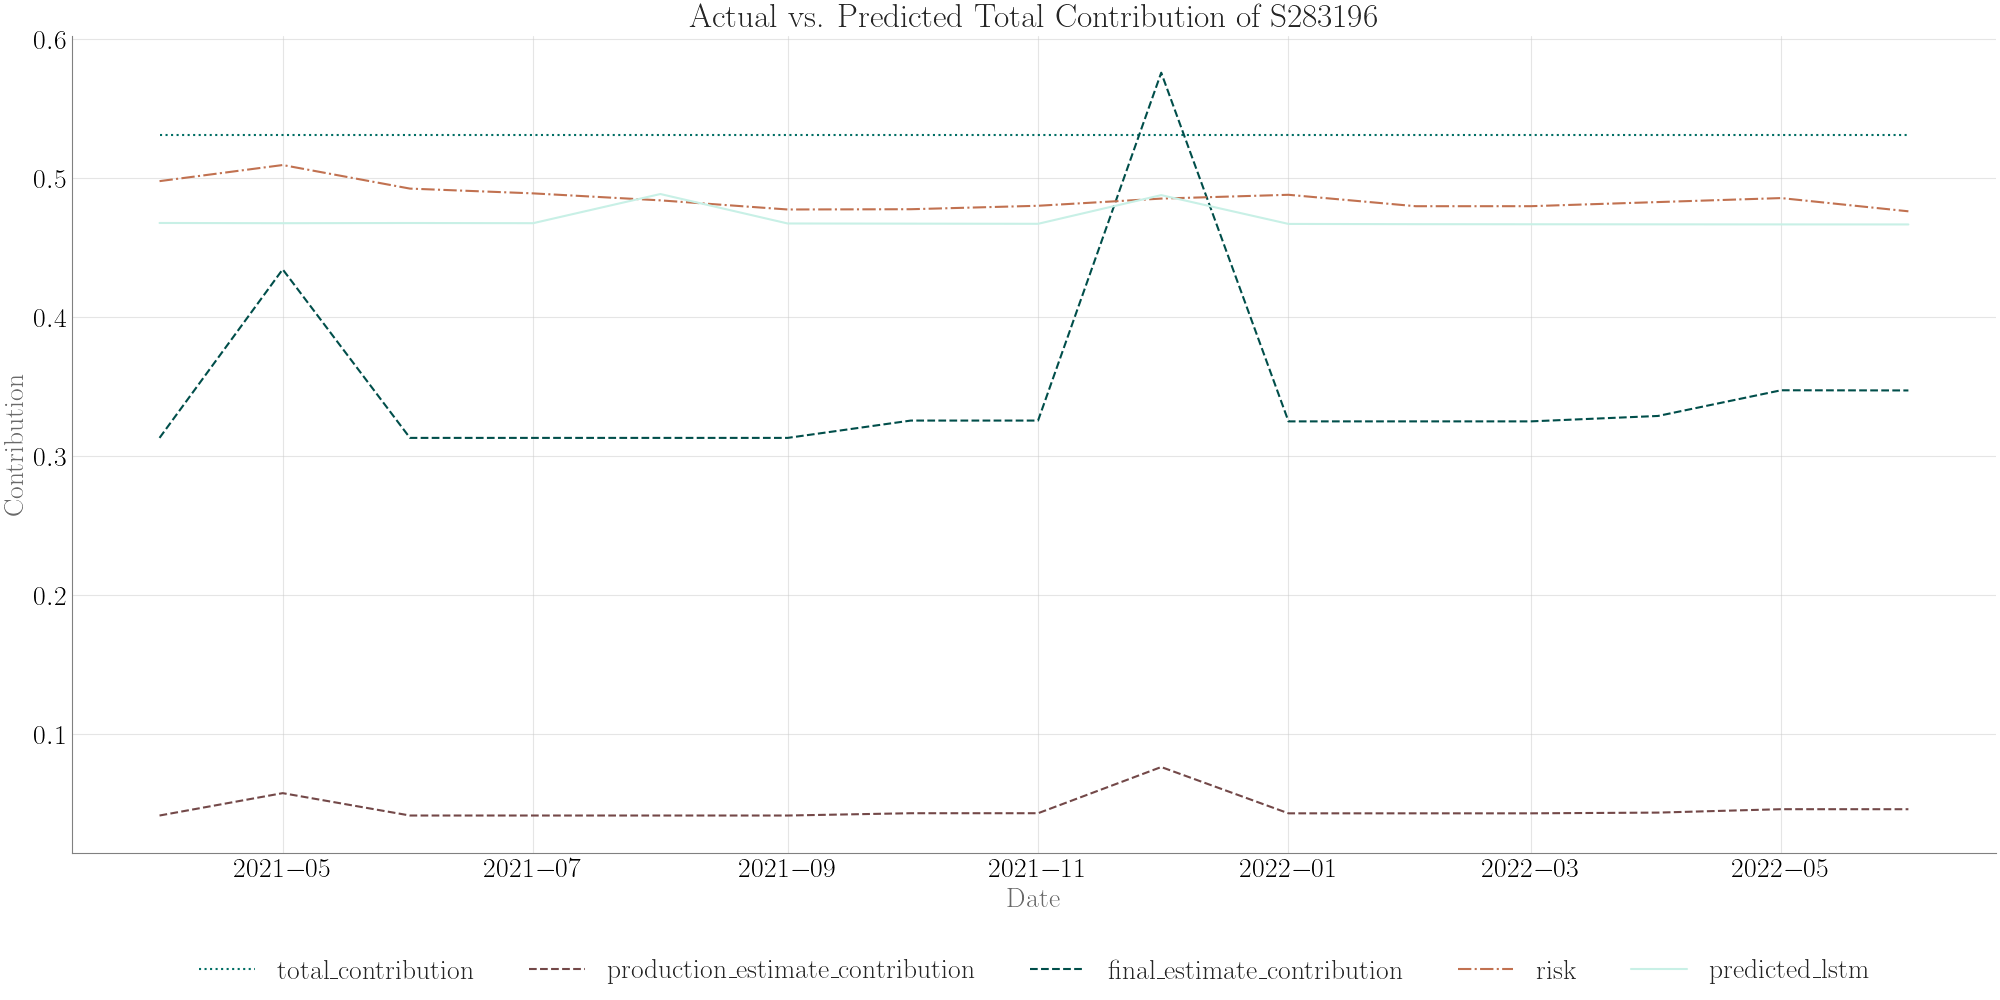 Actual vs. Predicted Total Contribution of S283196
0.6
0.5
0.4
0.3
0.2
0.1
Contribution
2021−05 2021−07 2021−09 2021−11 2022−01 2022−03 2022−05
Date
total_contribution production_estimate_contribution final_estimate_contribution risk predicted_lstm